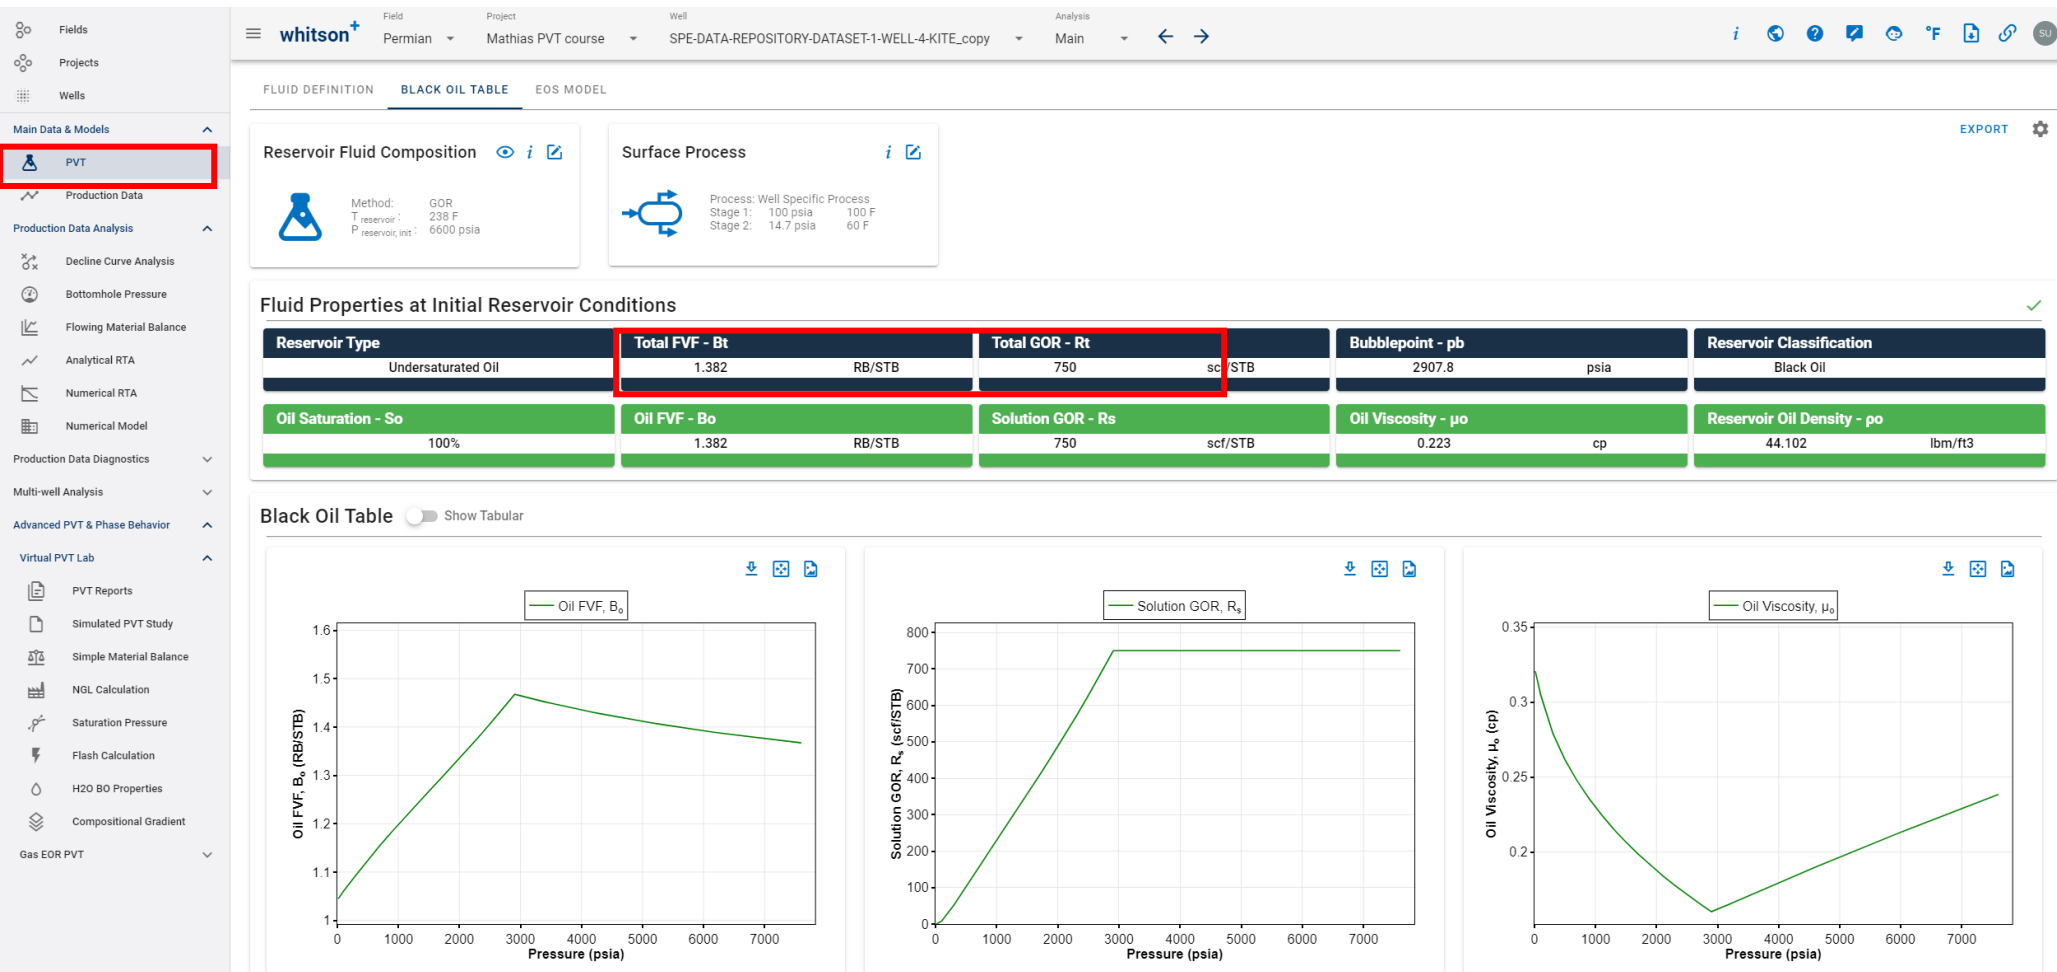 Fields
Projects
Wells
Main Data & Models
PVT
Production Data
Production Data Analysis
Decline Curve Analysis
Bottomhole Pressure
Flowing Material Balance
Analytical RTA
Numerical RTA
Numerical Model
Production Data Diagnostics
Multi-well Analysis
Advanced PVT & Phase Behavior
Virtual PVT Lab
PVT Reports
Simulated PVT Study
Simple Material Balance
NGL Calculation
Saturation Pressure
Flash Calculation
H2O BO Properties
Compositional Gradient
Gas EOR PVT
whitson+
Field Project Well Analysis
Permian Mathias PVT course SPE-DATA-REPOSITORY-DATASET-1-WELL-4-KITE_copy Main
i ? °F SU
FLUID DEFINITION BLACK OIL TABLE EOS MODEL
EXPORT
Reservoir Fluid Composition i
Method: GOR
T reservoir : 238 F
P reservoir, init : 6600 psia
Surface Process i
Process: Well Specific Process
Stage 1: 100 psia 100 F
Stage 2: 14.7 psia 60 F
Fluid Properties at Initial Reservoir Conditions
Reservoir Type Total FVF - Bt Total GOR - Rt Bubblepoint - pb Reservoir Classification
Undersaturated Oil 1.382 RB/STB 750 scf/STB 2907.8 psia Black Oil
Oil Saturation - So Oil FVF - Bo Solution GOR - Rs Oil Viscosity - μo Reservoir Oil Density - ρo
100% 1.382 RB/STB 750 scf/STB 0.223 cp 44.102 lbm/ft3
Black Oil Table Show Tabular
Oil FVF, Bo
1.6
1.5
1.4
1.3
1.2
1.1
1
Oil FVF, Bo (RB/STB)
0 1000 2000 3000 4000 5000 6000 7000
Pressure (psia)
Solution GOR, Rs
800
700
600
500
400
300
200
100
0
Solution GOR, Rs (scf/STB)
0 1000 2000 3000 4000 5000 6000 7000
Pressure (psia)
Oil Viscosity, μo
0.35
0.3
0.25
0.2
Oil Viscosity, μo (cp)
0 1000 2000 3000 4000 5000 6000 7000
Pressure (psia)